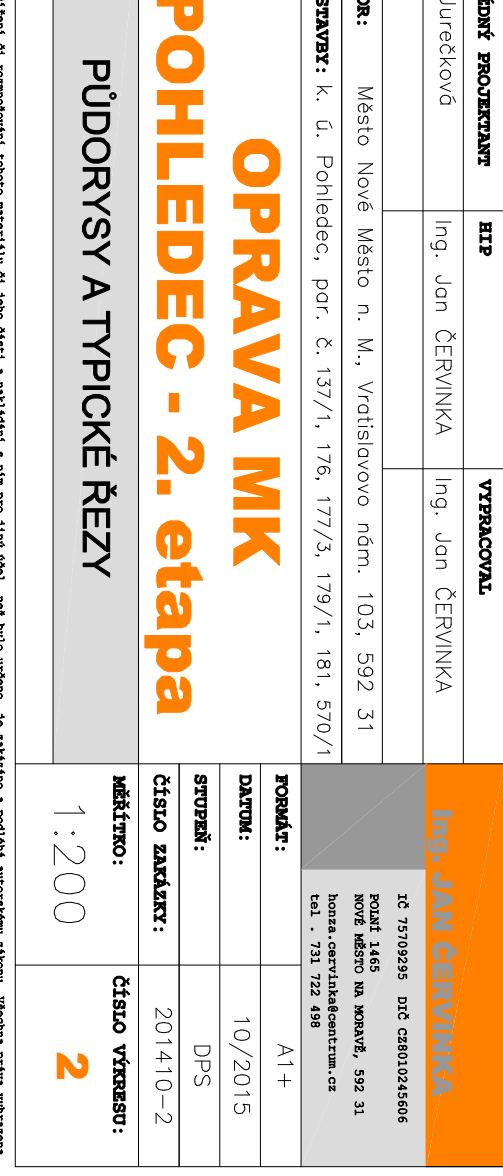 ĚDNÝ PROJEKTANT
HIP
VYPRACOVAL
Jurečková
Ing. Jan ČERVINKA
Ing. Jan ČERVINKA
OR: Město Nové Město n. M., Vratislavovo nám. 103, 592 31
STAVBY: k. ú. Pohledec, par. č. 137/1, 176, 177/3, 179/1, 181, 570/1
OPRAVA MK
POHLEDEC - 2. etapa
PŮDORYSY A TYPICKÉ ŘEZY
Ing. JAN ČERVINKA
IČ 75709295 DIČ CZ8010245606
POLNÍ 1465
NOVÉ MĚSTO NA MORAVĚ, 592 31
honza.cervinka@centrum.cz
tel . 731 722 498
FORMÁT: A1+
DATUM: 10/2015
STUPEŇ: DPS
ČÍSLO ZAKÁZKY: 201410-2
MĚŘÍTKO:
1:200
ČÍSLO VÝKRESU:
2